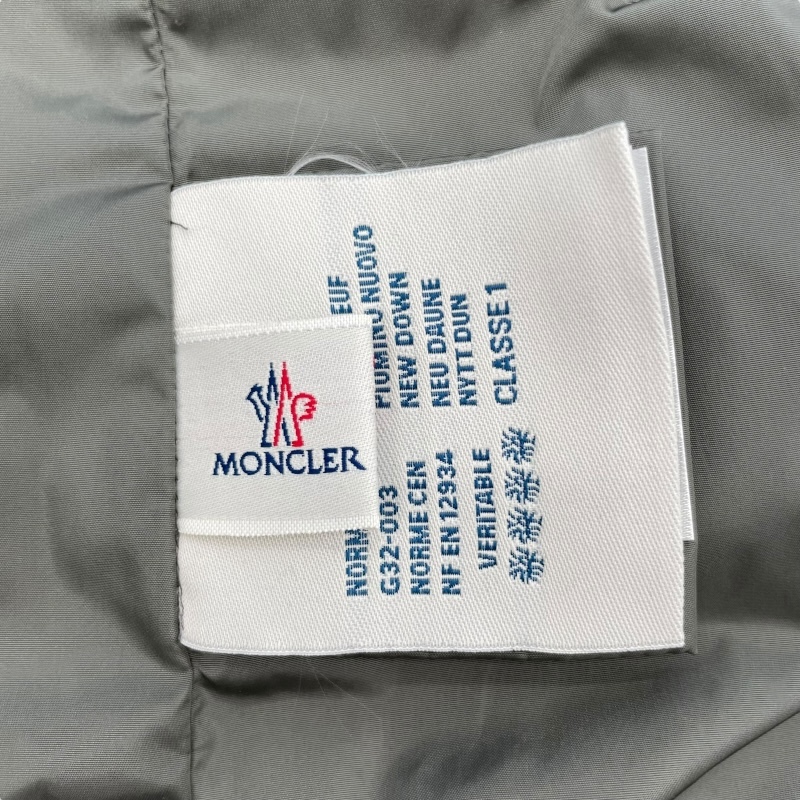 MONCLER
PIUMINO NUOVO
NEW DOWN
NEU DAUNE
NYTT DUN
CLASSE 1
G32-003
NORME CEN
NF EN 12934
VERITABLE